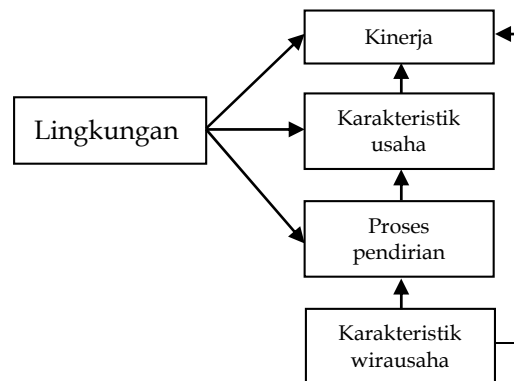 Kinerja
Lingkungan
Karakteristik
usaha
Proses
pendirian
Karakteristik
wirausaha